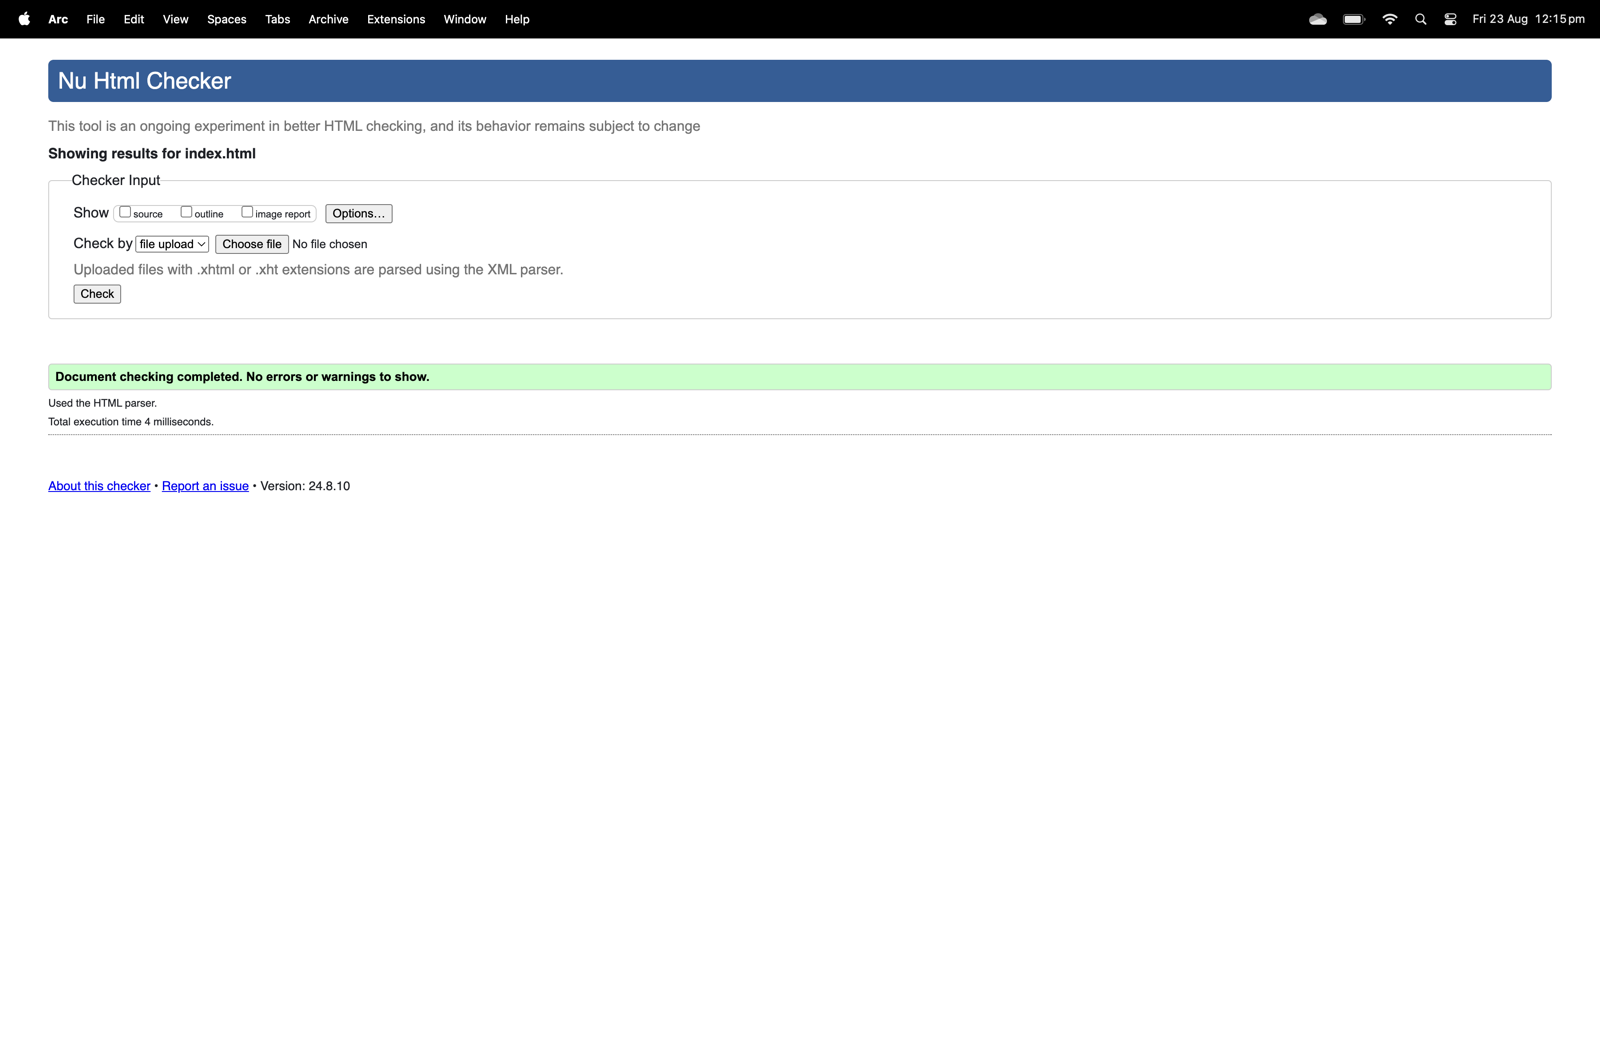 Arc File Edit View Spaces Tabs Archive Extensions Window Help Fri 23 Aug 12:15 pm
Nu Html Checker
This tool is an ongoing experiment in better HTML checking, and its behavior remains subject to change
Showing results for index.html
Checker Input
Show source outline image report Options...
Check by file upload Choose file No file chosen
Uploaded files with .xhtml or .xht extensions are parsed using the XML parser.
Check
Document checking completed. No errors or warnings to show.
Used the HTML parser.
Total execution time 4 milliseconds.
About this checker • Report an issue • Version: 24.8.10